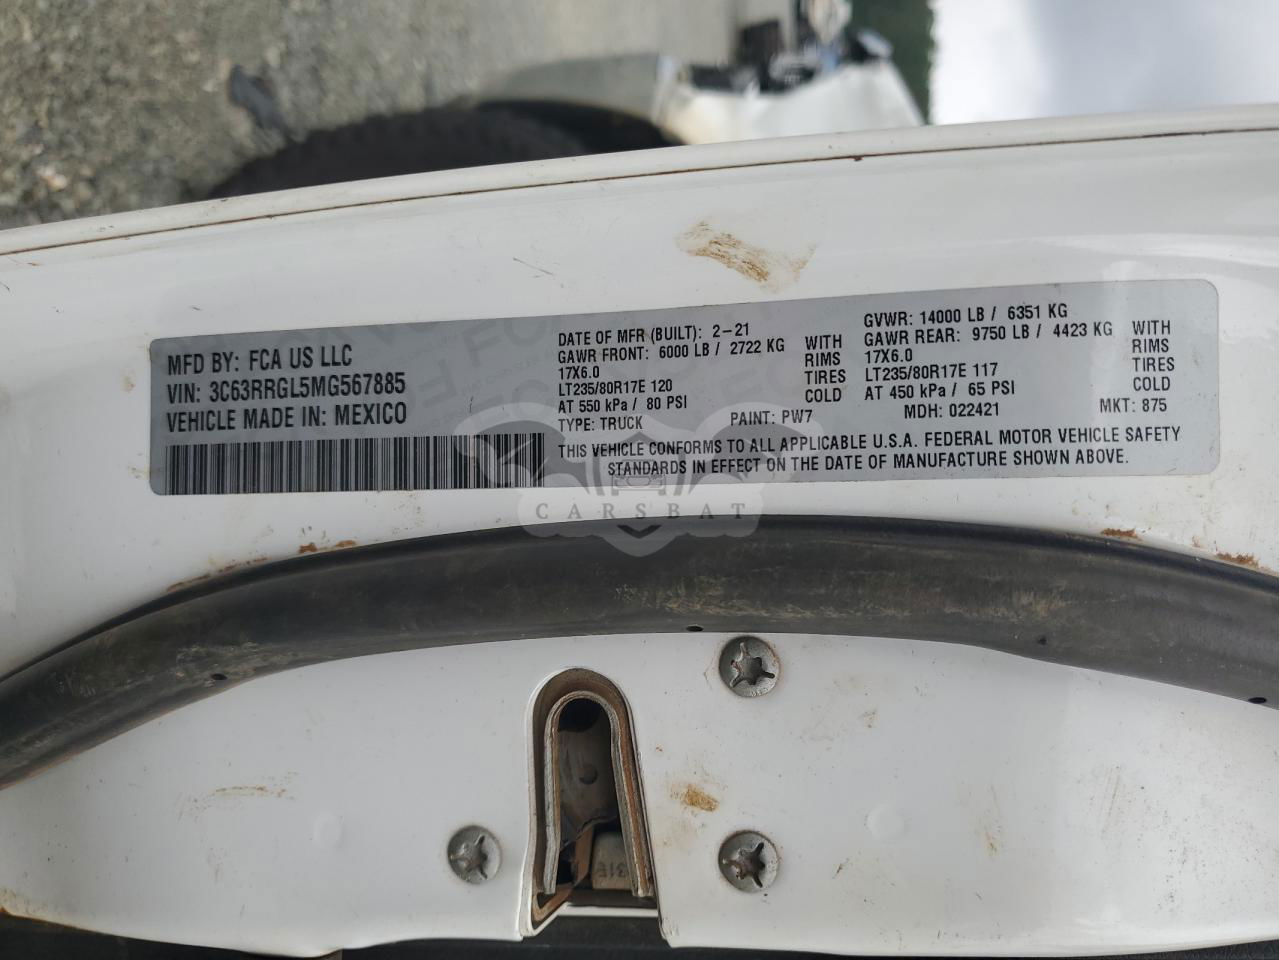 MFD BY: FCA US LLC
VIN: 3C63RRGL5MG567885
VEHICLE MADE IN: MEXICO
DATE OF MFR (BUILT): 2-21
GAWR FRONT: 6000 LB / 2722 KG
17X6.0
LT235/80R17E 120
AT 550 kPa / 80 PSI
WITH
RIMS
TIRES
COLD
TYPE: TRUCK PAINT: PW7
GVWR: 14000 LB / 6351 KG
GAWR REAR: 9750 LB / 4423 KG
17X6.0
LT235/80R17E 117
AT 450 kPa / 65 PSI
WITH
RIMS
TIRES
COLD
MDH: 022421 MKT: 875
THIS VEHICLE CONFORMS TO ALL APPLICABLE U.S.A. FEDERAL MOTOR VEHICLE SAFETY
STANDARDS IN EFFECT ON THE DATE OF MANUFACTURE SHOWN ABOVE.
CARSBAT